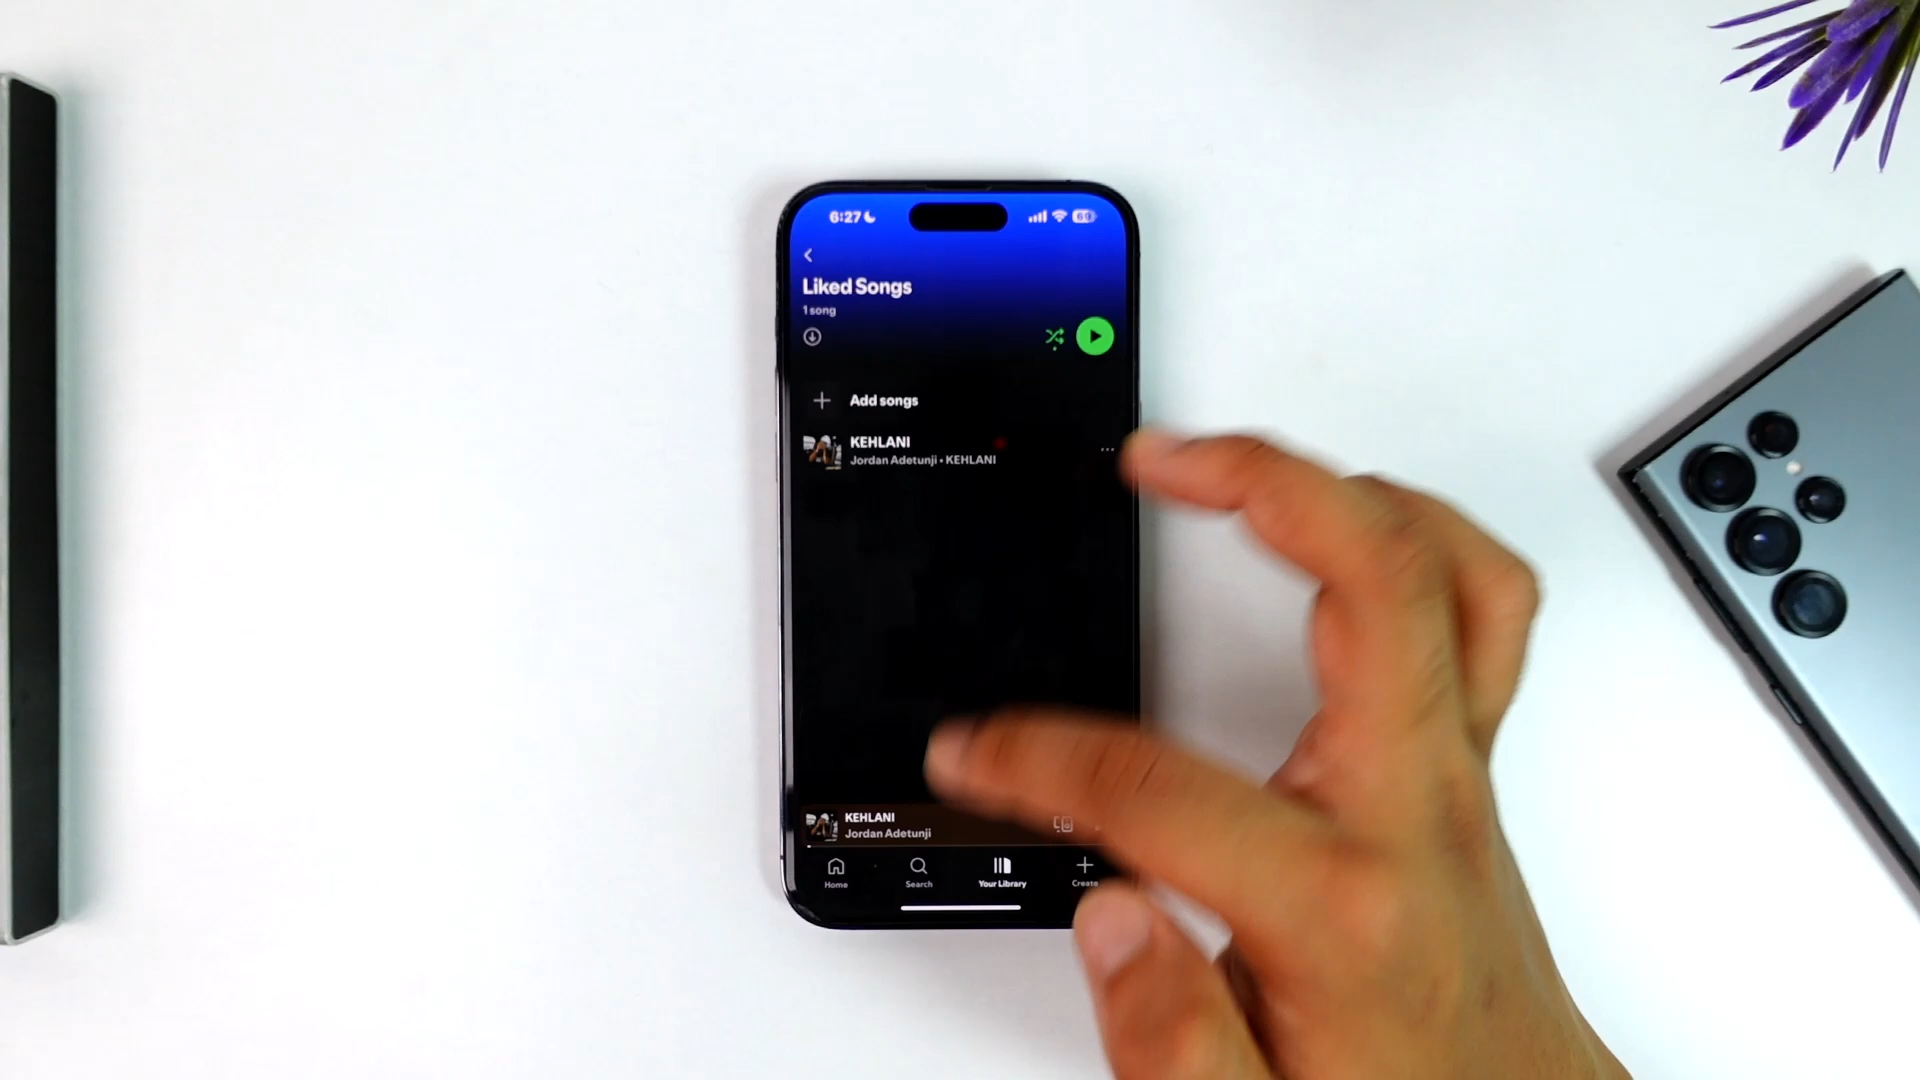 6:27
69
Liked Songs
1 song
Add songs
KEHLANI
Jordan Adetunji • KEHLANI
KEHLANI
Jordan Adetunji
Home
Search
Your Library
Create